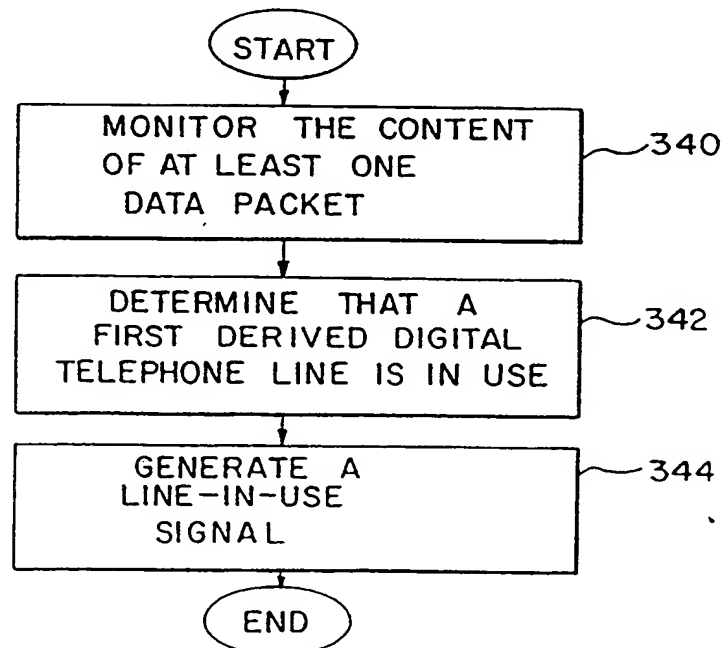 START
MONITOR THE CONTENT
OF AT LEAST ONE
DATA PACKET
340
DETERMINE THAT A
FIRST DERIVED DIGITAL
TELEPHONE LINE IS IN USE
342
GENERATE A
LINE-IN-USE
SIGNAL
344
END